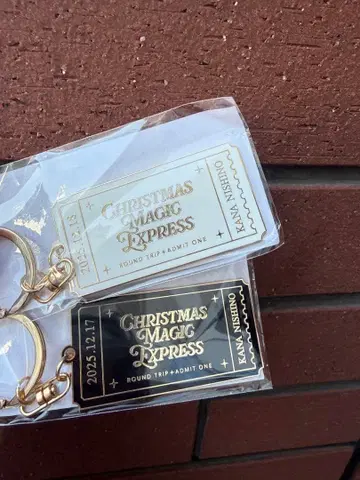 2025.12.16
CHRISTMAS
MAGIC
EXPRESS
ROUND TRIP + ADMIT ONE
KANA NISHINO
2025.12.17
CHRISTMAS
MAGIC
EXPRESS
ROUND TRIP + ADMIT ONE
KANA NISHINO